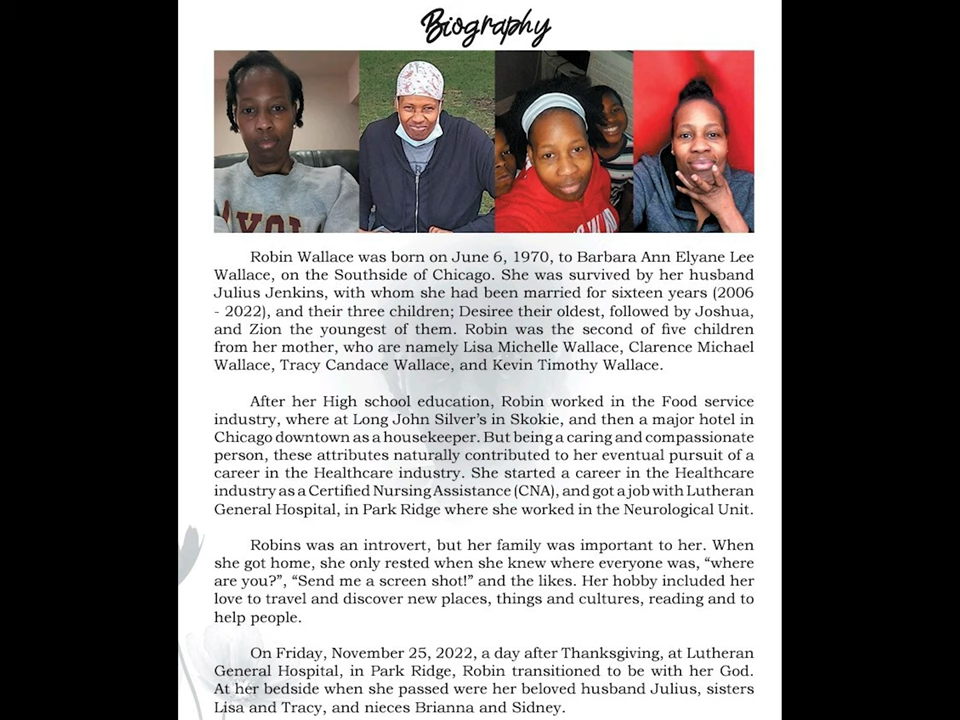 Biography
Robin Wallace was born on June 6, 1970, to Barbara Ann Elyane Lee
Wallace, on the Southside of Chicago. She was survived by her husband
Julius Jenkins, with whom she had been married for sixteen years (2006
- 2022), and their three children; Desiree their oldest, followed by Joshua,
and Zion the youngest of them. Robin was the second of five children
from her mother, who are namely Lisa Michelle Wallace, Clarence Michael
Wallace, Tracy Candace Wallace, and Kevin Timothy Wallace.
After her High school education, Robin worked in the Food service
industry, where at Long John Silver's in Skokie, and then a major hotel in
Chicago downtown as a housekeeper. But being a caring and compassionate
person, these attributes naturally contributed to her eventual pursuit of a
career in the Healthcare industry. She started a career in the Healthcare
industry as a Certified Nursing Assistance (CNA), and got a job with Lutheran
General Hospital, in Park Ridge where she worked in the Neurological Unit.
Robins was an introvert, but her family was important to her. When
she got home, she only rested when she knew where everyone was, “where
are you?”, “Send me a screen shot!” and the likes. Her hobby included her
love to travel and discover new places, things and cultures, reading and to
help people.
On Friday, November 25, 2022, a day after Thanksgiving, at Lutheran
General Hospital, in Park Ridge, Robin transitioned to be with her God.
At her bedside when she passed were her beloved husband Julius, sisters
Lisa and Tracy, and nieces Brianna and Sidney.